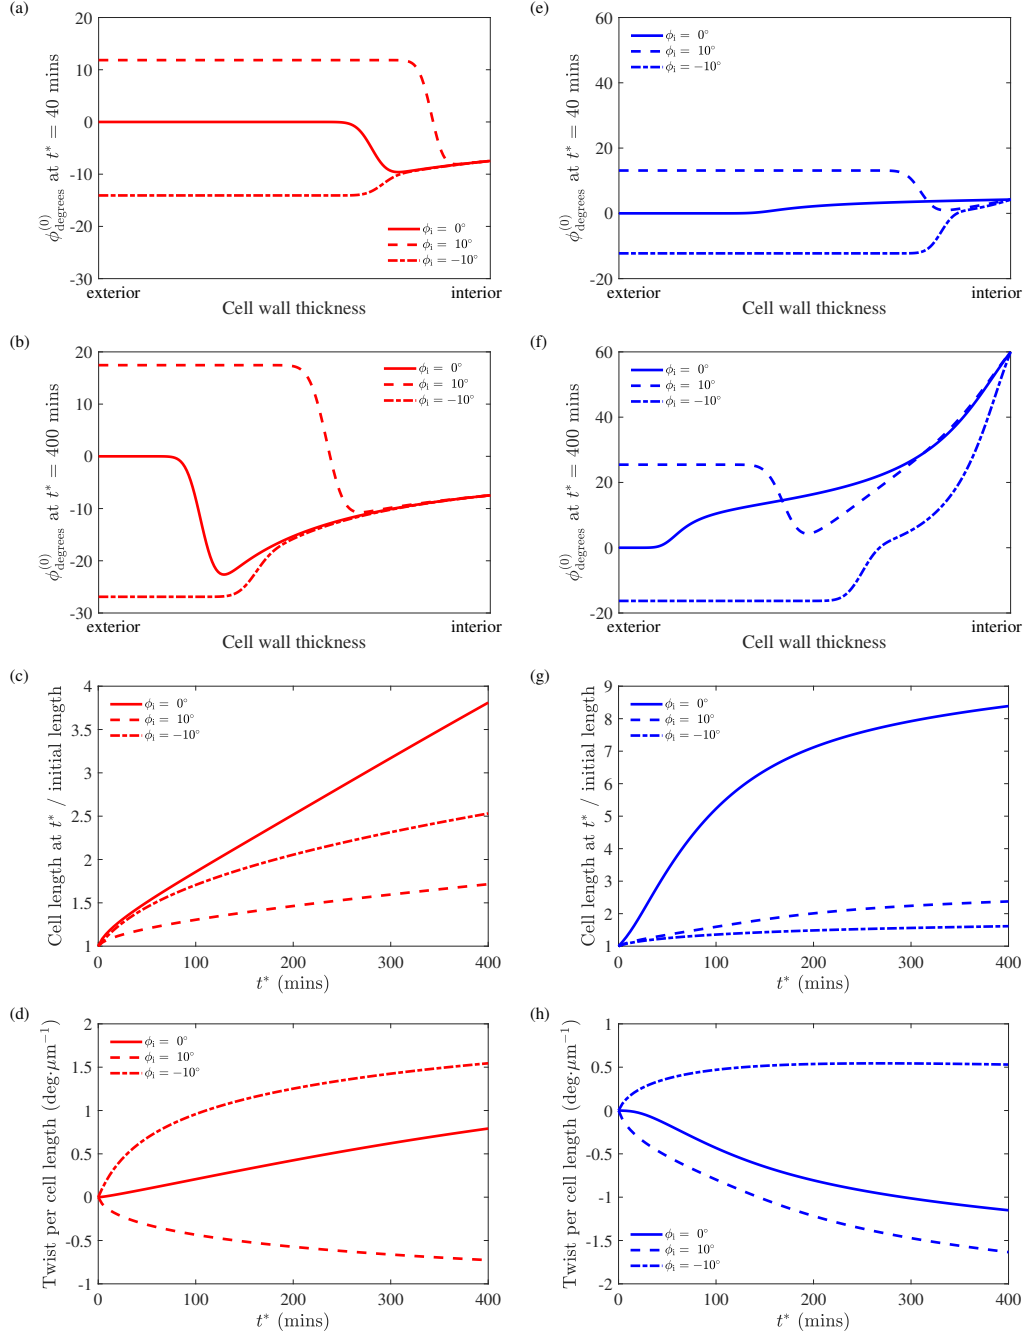 (a)
20
10
0
-10
-20
-30
ϕ⁽⁰⁾degrees at t* = 40 mins
ϕi = 0°
ϕi = 10°
ϕi = −10°
exterior
interior
Cell wall thickness
(e)
60
40
20
0
-20
ϕ⁽⁰⁾degrees at t* = 40 mins
ϕi = 0°
ϕi = 10°
ϕi = −10°
exterior
interior
Cell wall thickness
(b)
20
10
0
-10
-20
-30
ϕ⁽⁰⁾degrees at t* = 400 mins
ϕi = 0°
ϕi = 10°
ϕi = −10°
exterior
interior
Cell wall thickness
(f)
60
40
20
0
-20
ϕ⁽⁰⁾degrees at t* = 400 mins
ϕi = 0°
ϕi = 10°
ϕi = −10°
exterior
interior
Cell wall thickness
(c)
4
3.5
3
2.5
2
1.5
1
Cell length at t* / initial length
ϕi = 0°
ϕi = 10°
ϕi = −10°
0 100 200 300 400
t* (mins)
(g)
9
8
7
6
5
4
3
2
1
Cell length at t* / initial length
ϕi = 0°
ϕi = 10°
ϕi = −10°
0 100 200 300 400
t* (mins)
(d)
2
1.5
1
0.5
0
-0.5
-1
Twist per cell length (deg·μm⁻¹)
ϕi = 0°
ϕi = 10°
ϕi = −10°
0 100 200 300 400
t* (mins)
(h)
1
0.5
0
-0.5
-1
-1.5
-2
Twist per cell length (deg·μm⁻¹)
ϕi = 0°
ϕi = 10°
ϕi = −10°
0 100 200 300 400
t* (mins)